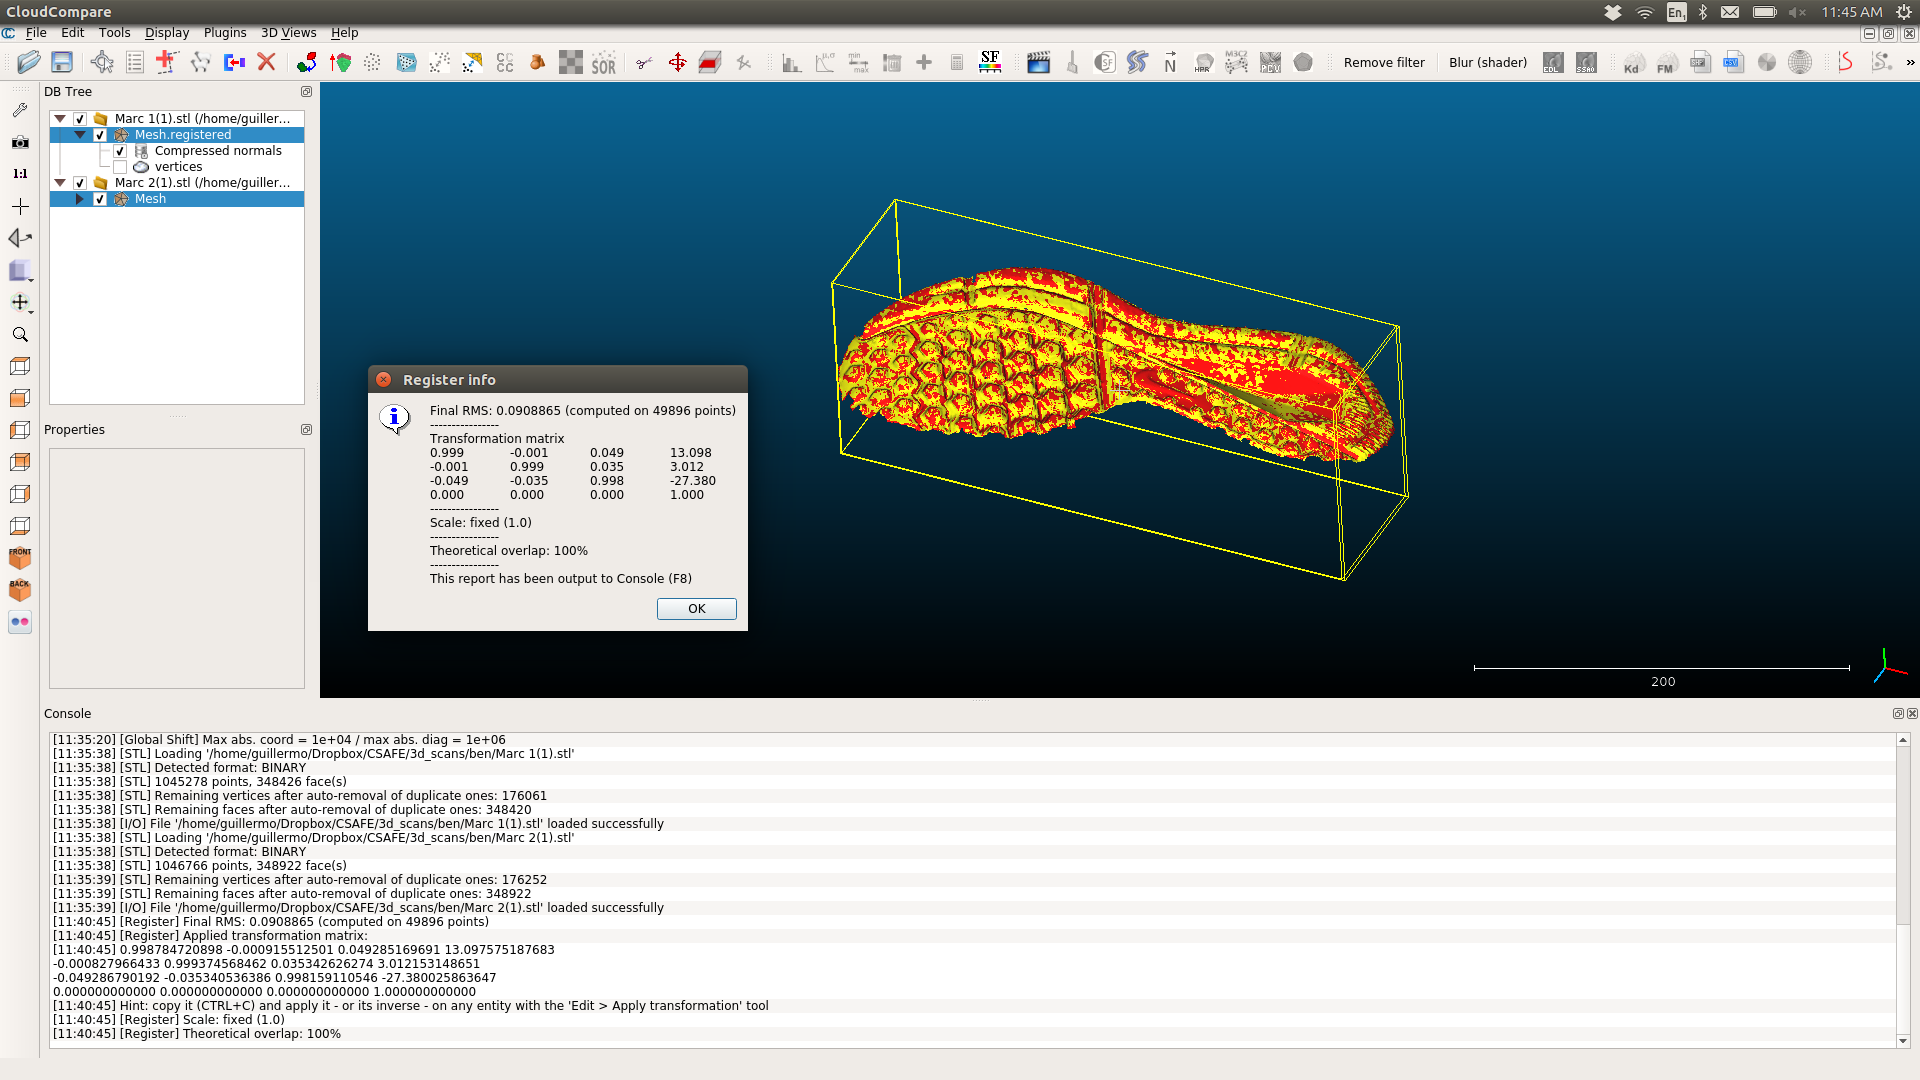 CloudCompare
En1
11:45 AM
File Edit Tools Display Plugins 3D Views Help
SOR
SF
N
HPR
M3C2
PCV
EDL
SSAO
Remove filter
Blur (shader)
Kd
FM
SHP
CSV
»
DB Tree
Marc 1(1).stl (/home/guiller...
Mesh.registered
Compressed normals
vertices
Marc 2(1).stl (/home/guiller...
Mesh
1:1
Properties
FRONT
BACK
Register info
Final RMS: 0.0908865 (computed on 49896 points)
----------------
Transformation matrix
0.999 -0.001 0.049 13.098
-0.001 0.999 0.035 3.012
-0.049 -0.035 0.998 -27.380
0.000 0.000 0.000 1.000
----------------
Scale: fixed (1.0)
----------------
Theoretical overlap: 100%
----------------
This report has been output to Console (F8)
OK
200
Console
[11:35:20] [Global Shift] Max abs. coord = 1e+04 / max abs. diag = 1e+06
[11:35:38] [STL] Loading '/home/guillermo/Dropbox/CSAFE/3d_scans/ben/Marc 1(1).stl'
[11:35:38] [STL] Detected format: BINARY
[11:35:38] [STL] 1045278 points, 348426 face(s)
[11:35:38] [STL] Remaining vertices after auto-removal of duplicate ones: 176061
[11:35:38] [STL] Remaining faces after auto-removal of duplicate ones: 348420
[11:35:38] [I/O] File '/home/guillermo/Dropbox/CSAFE/3d_scans/ben/Marc 1(1).stl' loaded successfully
[11:35:38] [STL] Loading '/home/guillermo/Dropbox/CSAFE/3d_scans/ben/Marc 2(1).stl'
[11:35:38] [STL] Detected format: BINARY
[11:35:38] [STL] 1046766 points, 348922 face(s)
[11:35:39] [STL] Remaining vertices after auto-removal of duplicate ones: 176252
[11:35:39] [STL] Remaining faces after auto-removal of duplicate ones: 348922
[11:35:39] [I/O] File '/home/guillermo/Dropbox/CSAFE/3d_scans/ben/Marc 2(1).stl' loaded successfully
[11:40:45] [Register] Final RMS: 0.0908865 (computed on 49896 points)
[11:40:45] [Register] Applied transformation matrix:
[11:40:45] 0.998784720898 -0.000915512501 0.049285169691 13.097575187683
-0.000827966433 0.999374568462 0.035342626274 3.012153148651
-0.049286790192 -0.035340536386 0.998159110546 -27.380025863647
0.000000000000 0.000000000000 0.000000000000 1.000000000000
[11:40:45] Hint: copy it (CTRL+C) and apply it - or its inverse - on any entity with the 'Edit > Apply transformation' tool
[11:40:45] [Register] Scale: fixed (1.0)
[11:40:45] [Register] Theoretical overlap: 100%